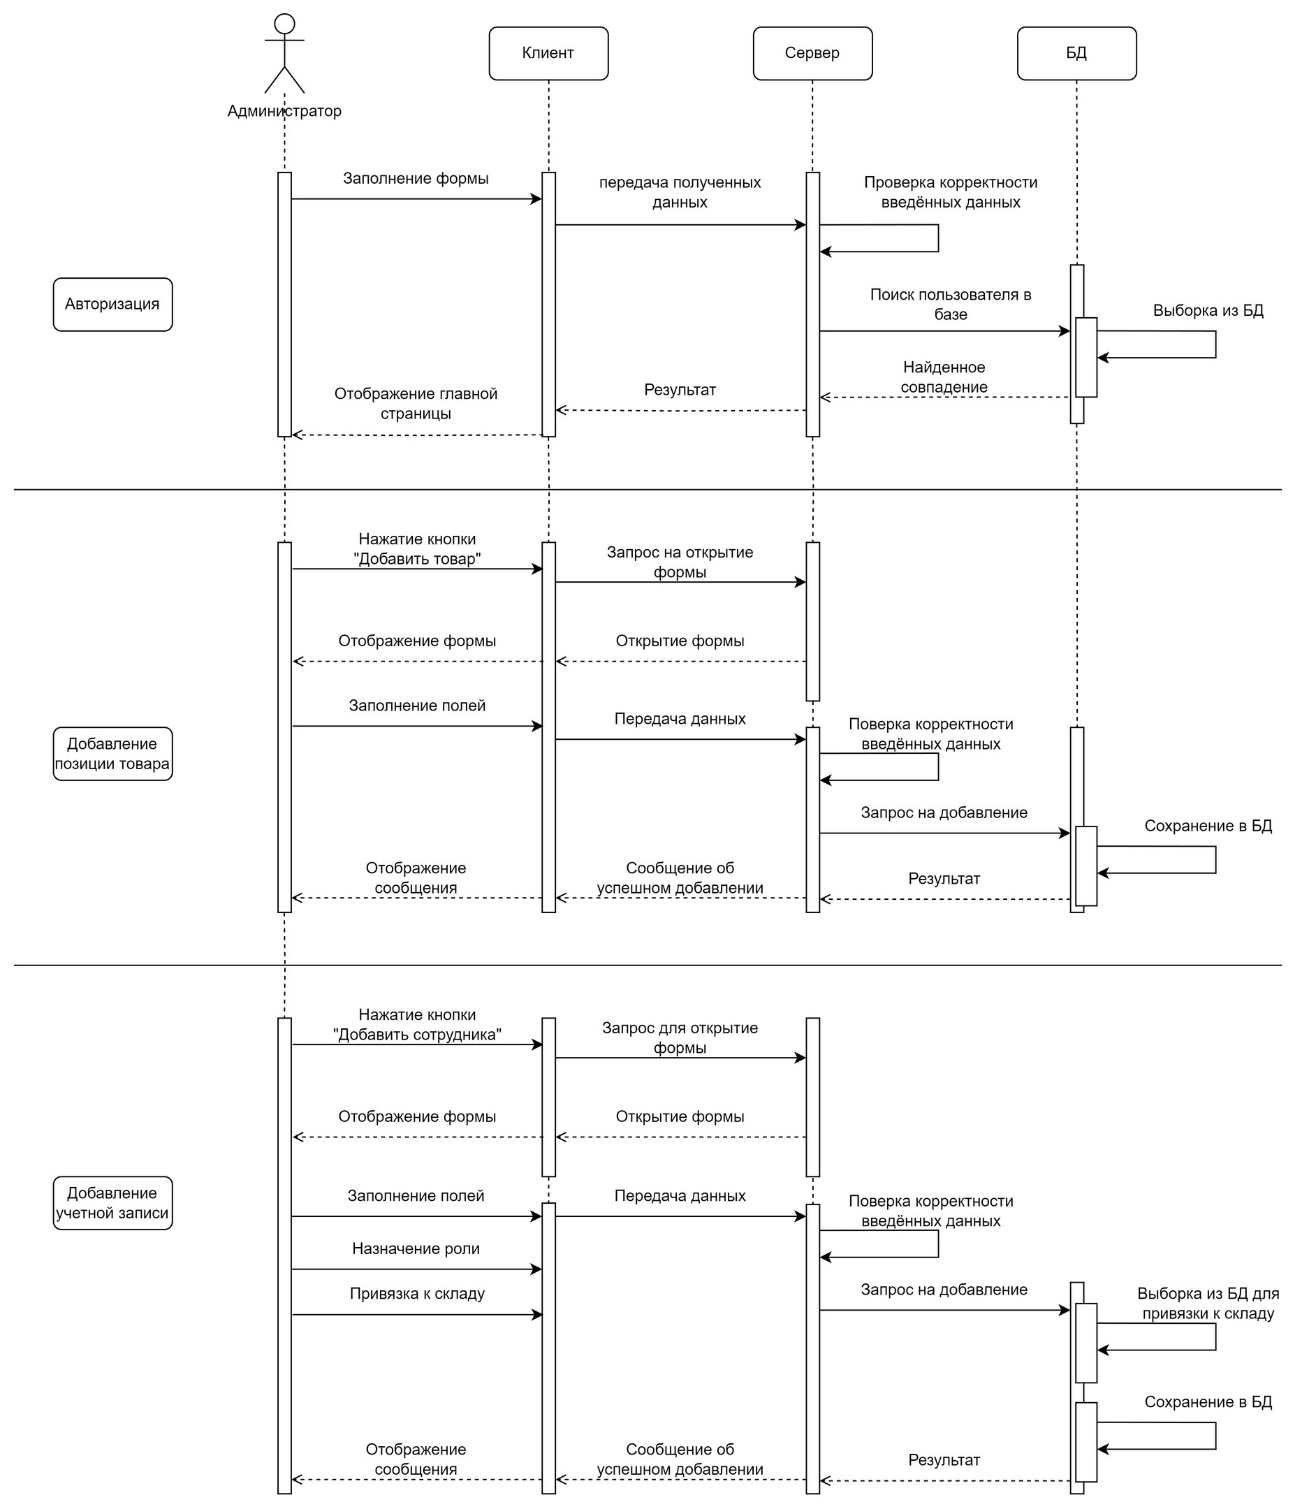 Администратор
Клиент
Сервер
БД
Заполнение формы
передача полученных
данных
Проверка корректности
введённых данных
Авторизация
Поиск пользователя в
базе
Выборка из БД
Найденное
совпадение
Результат
Отображение главной
страницы
Нажатие кнопки
"Добавить товар"
Запрос на открытие
формы
Отображение формы
Открытие формы
Заполнение полей
Передача данных
Поверка корректности
введённых данных
Добавление
позиции товара
Запрос на добавление
Сохранение в БД
Отображение
сообщения
Сообщение об
успешном добавлении
Результат
Нажатие кнопки
"Добавить сотрудника"
Запрос для открытие
формы
Отображение формы
Открытие формы
Добавление
учетной записи
Заполнение полей
Передача данных
Поверка корректности
введённых данных
Назначение роли
Привязка к складу
Запрос на добавление
Выборка из БД для
привязки к складу
Сохранение в БД
Отображение
сообщения
Сообщение об
успешном добавлении
Результат